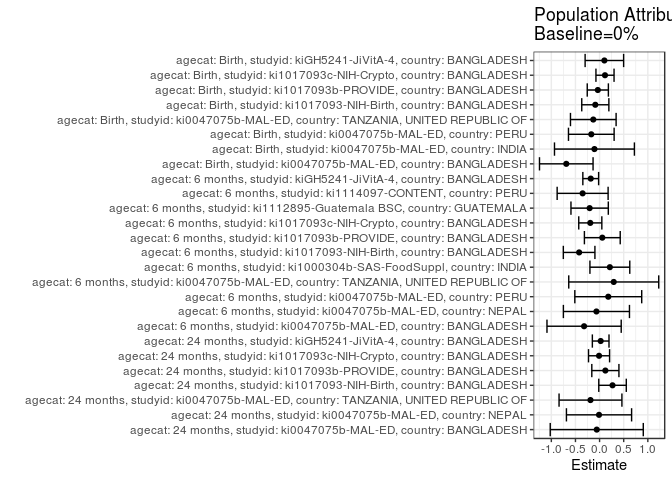 Population Attribu
Baseline=0%
agecat: Birth, studyid: kiGH5241-JiVitA-4, country: BANGLADESH
agecat: Birth, studyid: ki1017093c-NIH-Crypto, country: BANGLADESH
agecat: Birth, studyid: ki1017093b-PROVIDE, country: BANGLADESH
agecat: Birth, studyid: ki1017093-NIH-Birth, country: BANGLADESH
agecat: Birth, studyid: ki0047075b-MAL-ED, country: TANZANIA, UNITED REPUBLIC OF
agecat: Birth, studyid: ki0047075b-MAL-ED, country: PERU
agecat: Birth, studyid: ki0047075b-MAL-ED, country: INDIA
agecat: Birth, studyid: ki0047075b-MAL-ED, country: BANGLADESH
agecat: 6 months, studyid: kiGH5241-JiVitA-4, country: BANGLADESH
agecat: 6 months, studyid: ki1114097-CONTENT, country: PERU
agecat: 6 months, studyid: ki1112895-Guatemala BSC, country: GUATEMALA
agecat: 6 months, studyid: ki1017093c-NIH-Crypto, country: BANGLADESH
agecat: 6 months, studyid: ki1017093b-PROVIDE, country: BANGLADESH
agecat: 6 months, studyid: ki1017093-NIH-Birth, country: BANGLADESH
agecat: 6 months, studyid: ki1000304b-SAS-FoodSuppl, country: INDIA
agecat: 6 months, studyid: ki0047075b-MAL-ED, country: TANZANIA, UNITED REPUBLIC OF
agecat: 6 months, studyid: ki0047075b-MAL-ED, country: PERU
agecat: 6 months, studyid: ki0047075b-MAL-ED, country: NEPAL
agecat: 6 months, studyid: ki0047075b-MAL-ED, country: BANGLADESH
agecat: 24 months, studyid: kiGH5241-JiVitA-4, country: BANGLADESH
agecat: 24 months, studyid: ki1017093c-NIH-Crypto, country: BANGLADESH
agecat: 24 months, studyid: ki1017093b-PROVIDE, country: BANGLADESH
agecat: 24 months, studyid: ki1017093-NIH-Birth, country: BANGLADESH
agecat: 24 months, studyid: ki0047075b-MAL-ED, country: TANZANIA, UNITED REPUBLIC OF
agecat: 24 months, studyid: ki0047075b-MAL-ED, country: NEPAL
agecat: 24 months, studyid: ki0047075b-MAL-ED, country: BANGLADESH
-1.0 -0.5 0.0 0.5 1.0
Estimate